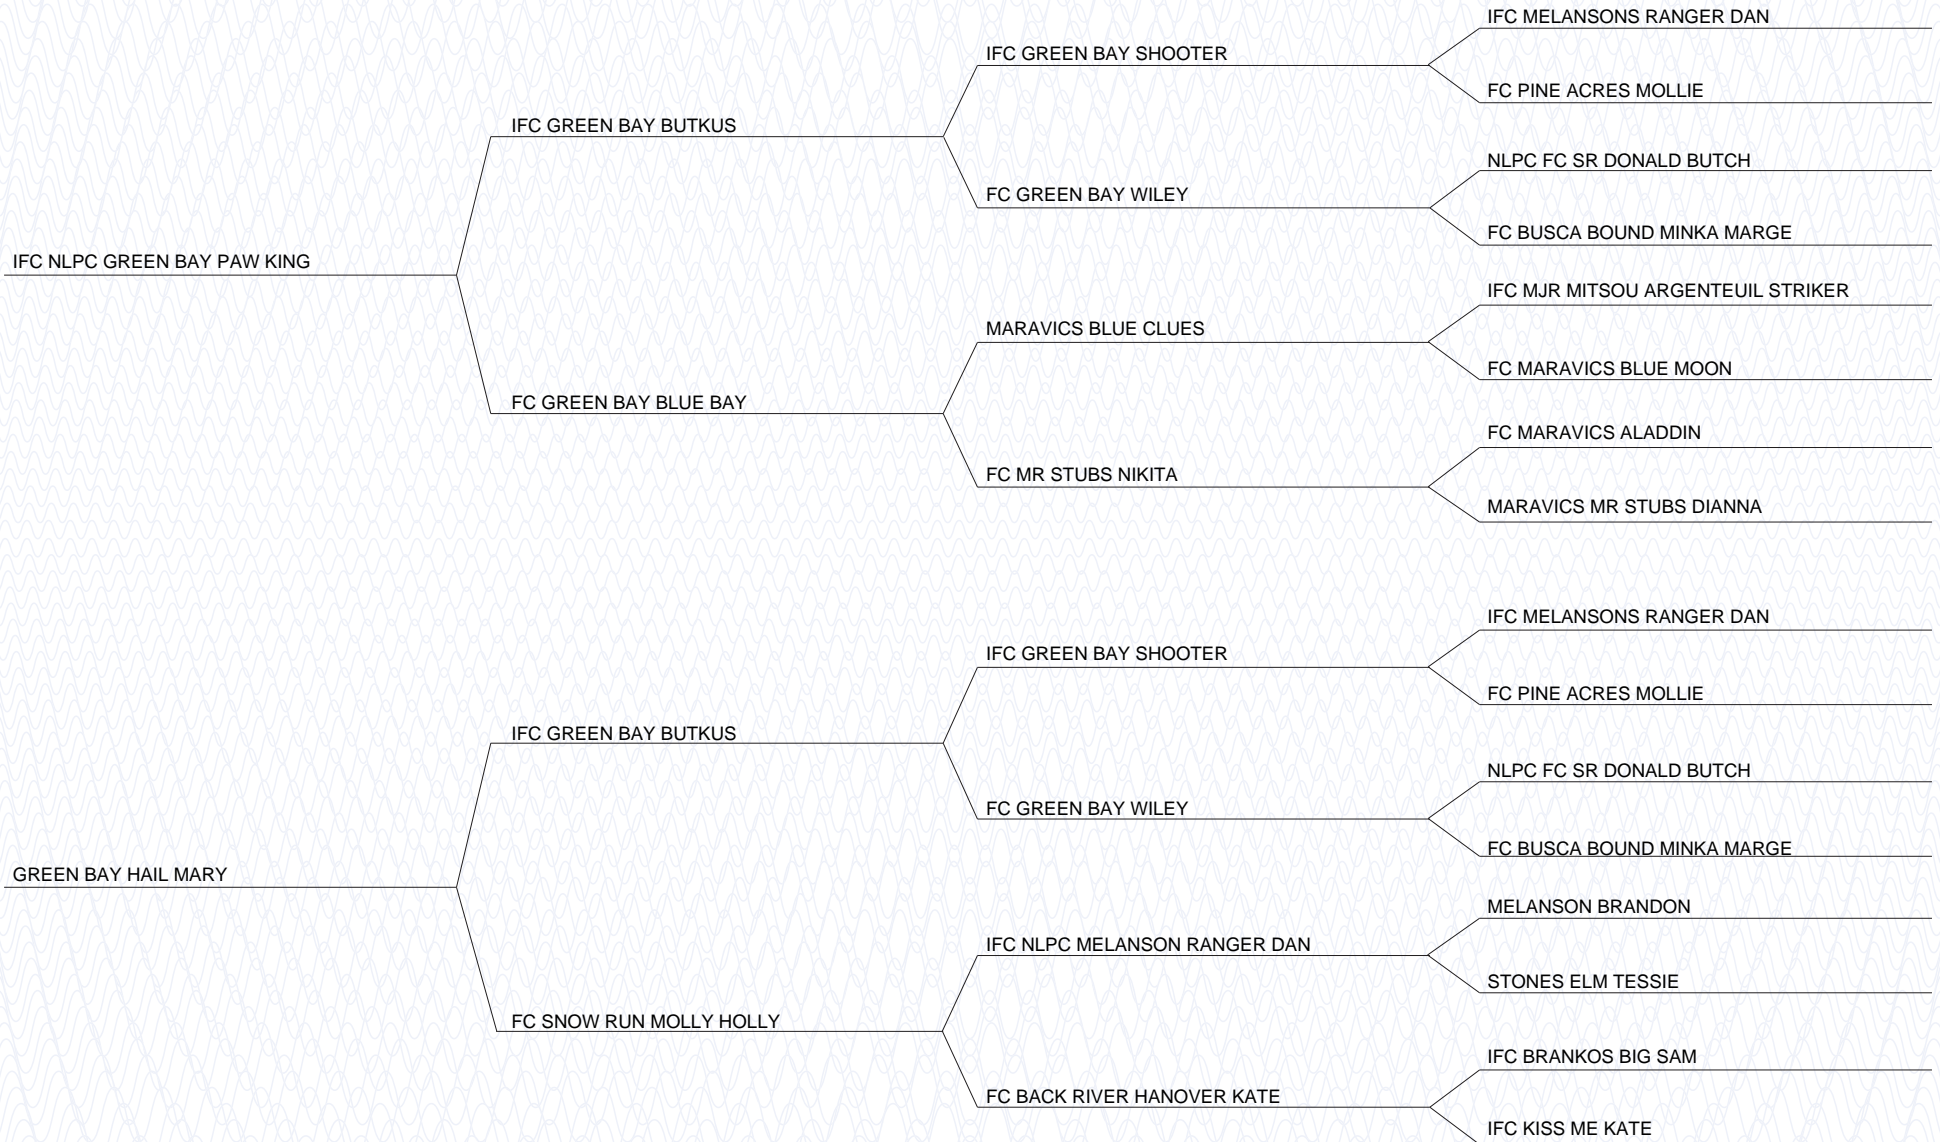 IFC MELANSONS RANGER DAN
IFC GREEN BAY SHOOTER
FC PINE ACRES MOLLIE
IFC GREEN BAY BUTKUS
NLPC FC SR DONALD BUTCH
FC GREEN BAY WILEY
FC BUSCA BOUND MINKA MARGE
IFC NLPC GREEN BAY PAW KING
IFC MJR MITSOU ARGENTEUIL STRIKER
MARAVICS BLUE CLUES
FC MARAVICS BLUE MOON
FC GREEN BAY BLUE BAY
FC MARAVICS ALADDIN
FC MR STUBS NIKITA
MARAVICS MR STUBS DIANNA
IFC MELANSONS RANGER DAN
IFC GREEN BAY SHOOTER
FC PINE ACRES MOLLIE
IFC GREEN BAY BUTKUS
NLPC FC SR DONALD BUTCH
FC GREEN BAY WILEY
FC BUSCA BOUND MINKA MARGE
GREEN BAY HAIL MARY
MELANSON BRANDON
IFC NLPC MELANSON RANGER DAN
STONES ELM TESSIE
FC SNOW RUN MOLLY HOLLY
IFC BRANKOS BIG SAM
FC BACK RIVER HANOVER KATE
IFC KISS ME KATE